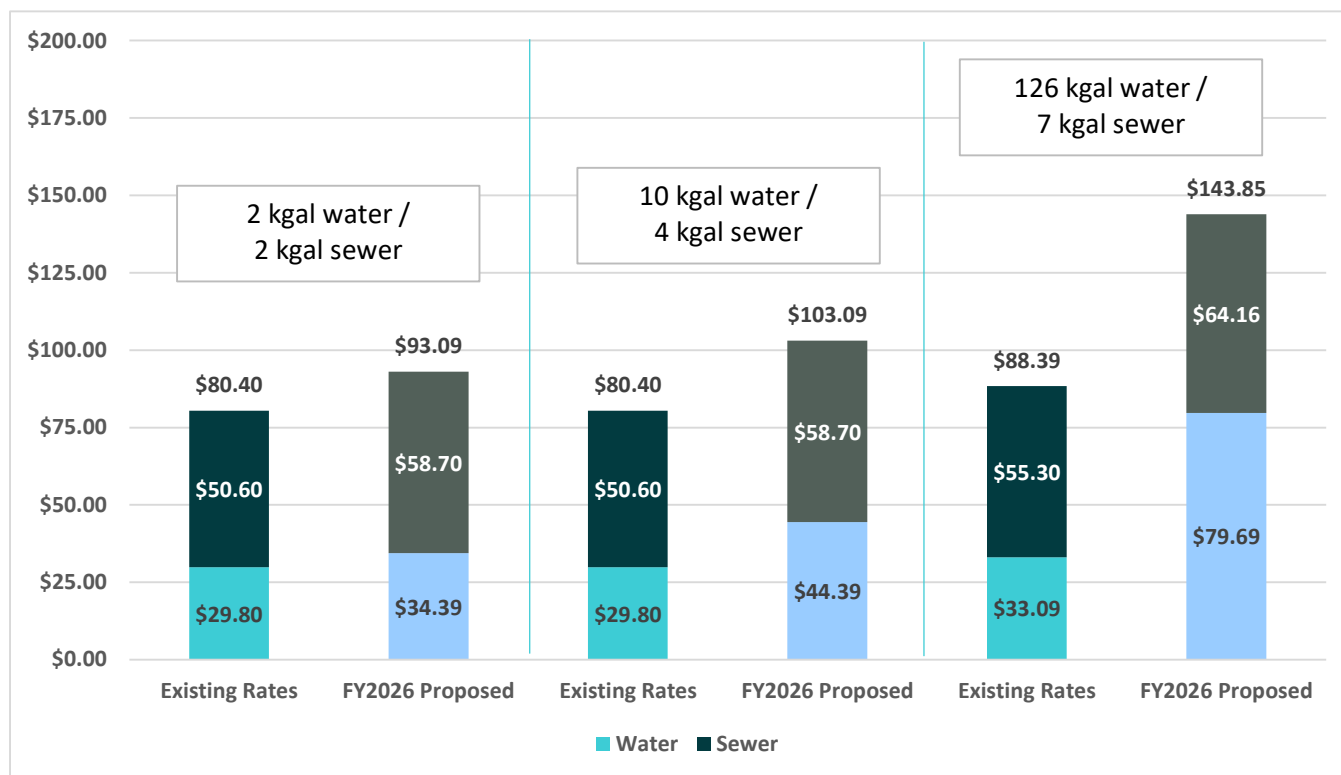 $200.00
$175.00
$150.00
$125.00
$100.00
$75.00
$50.00
$25.00
$0.00
2 kgal water /
2 kgal sewer
10 kgal water /
4 kgal sewer
126 kgal water /
7 kgal sewer
$80.40
$50.60
$29.80
$93.09
$58.70
$34.39
$80.40
$50.60
$29.80
$103.09
$58.70
$44.39
$88.39
$55.30
$33.09
$143.85
$64.16
$79.69
Existing Rates
FY2026 Proposed
Existing Rates
FY2026 Proposed
Existing Rates
FY2026 Proposed
Water
Sewer